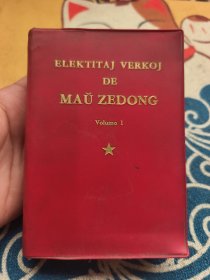 ELEKTITAJ VERKOJ
DE
MAŬ ZEDONG
Volumo 1